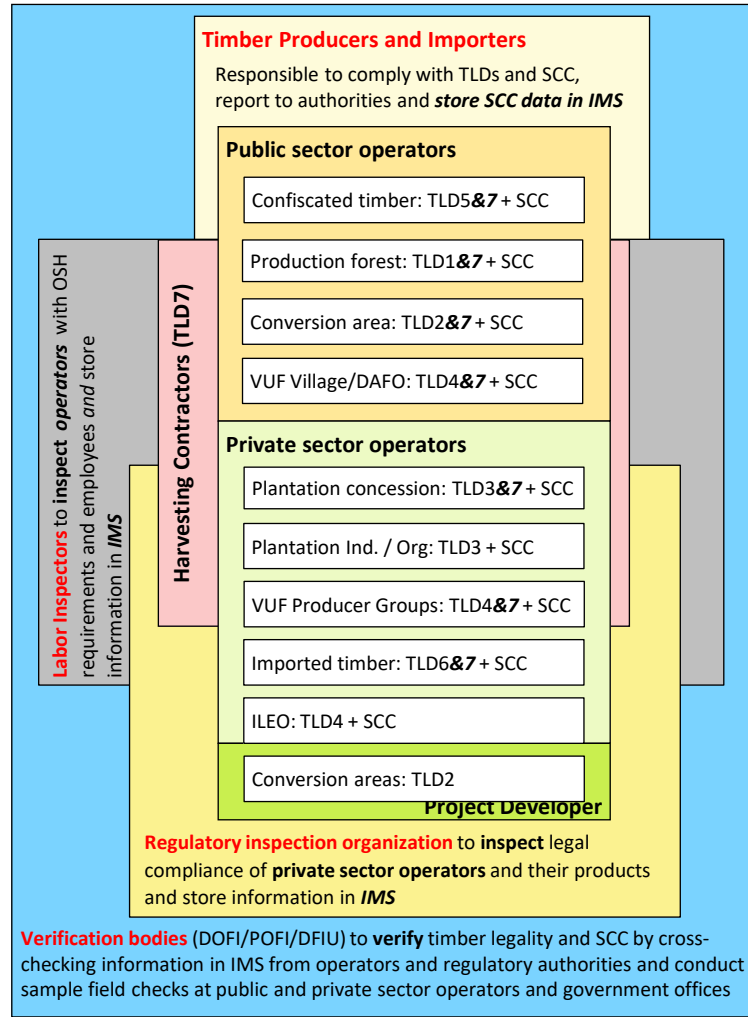 Timber Producers and Importers
Responsible to comply with TLDs and SCC,
report to authorities and store SCC data in IMS
Public sector operators
Confiscated timber: TLD5&7 + SCC
Production forest: TLD1&7 + SCC
Conversion area: TLD2&7 + SCC
VUF Village/DAFO: TLD4&7 + SCC
Private sector operators
Plantation concession: TLD3&7 + SCC
Plantation Ind. / Org: TLD3 + SCC
VUF Producer Groups: TLD4&7 + SCC
Imported timber: TLD6&7 + SCC
ILEO: TLD4 + SCC
Conversion areas: TLD2
Project Developer
Harvesting Contractors (TLD7)
Labor Inspectors to inspect operators with OSH
requirements and employees and store
information in IMS
Regulatory inspection organization to inspect legal
compliance of private sector operators and their products
and store information in IMS
Verification bodies (DOFI/POFI/DFIU) to verify timber legality and SCC by cross-
checking information in IMS from operators and regulatory authorities and conduct
sample field checks at public and private sector operators and government offices